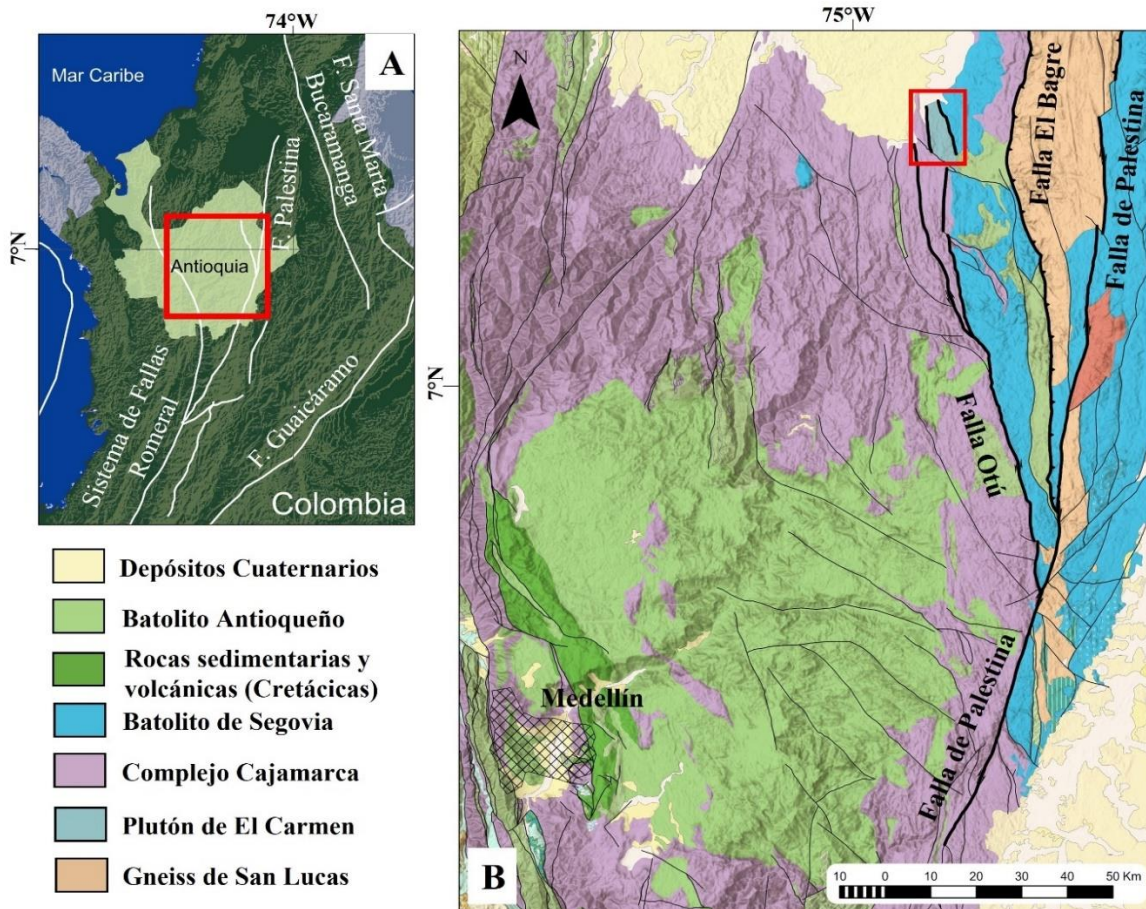 74°W
A
Mar Caribe
F. Santa Marta
Bucaramanga
F. Palestina
7°N
Antioquia
Sistema de Fallas
Romeral
F. Guaicáramo
Colombia
Depósitos Cuaternarios
Batolito Antioqueño
Rocas sedimentarias y
volcánicas (Cretácicas)
Batolito de Segovia
Complejo Cajamarca
Plutón de El Carmen
Gneiss de San Lucas
75°W
N
Falla El Bagre
Falla de Palestina
7°N
Falla Otú
Medellín
Falla de Palestina
B
10 0 10 20 30 40 50 Km